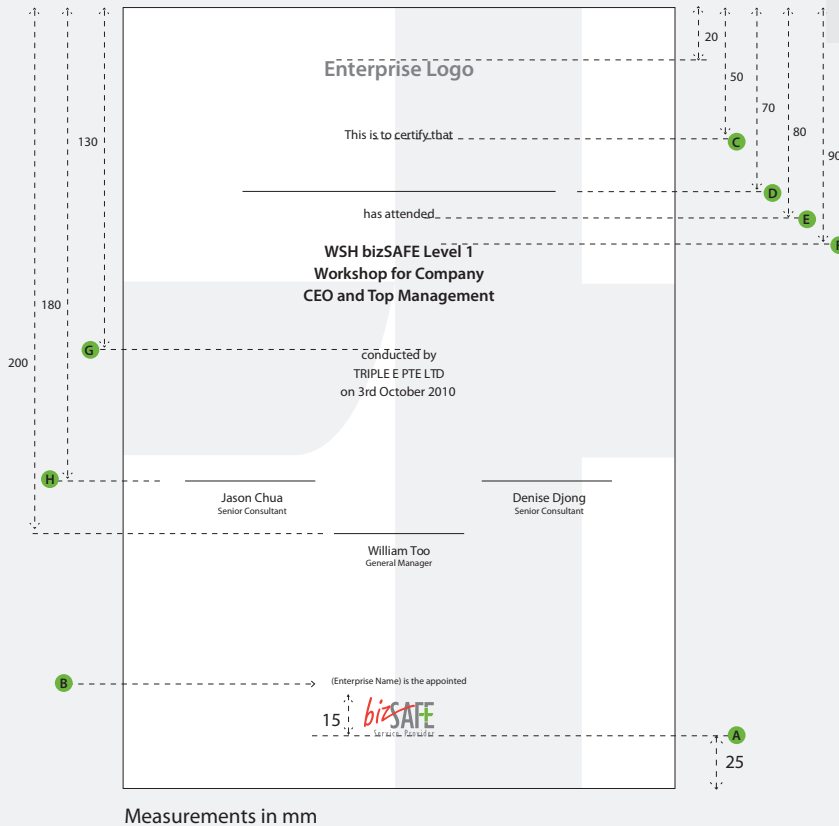 20
Enterprise Logo
50
70
130
This is to certify that
80
C
90
D
has attended
E
F
WSH bizSAFE Level 1
Workshop for Company
CEO and Top Management
180
G
conducted by
200
TRIPLE E PTE LTD
on 3rd October 2010
H
Jason Chua
Senior Consultant
Denise Djong
Senior Consultant
William Too
General Manager
B
(Enterprise Name) is the appointed
15
bizSAFE
Service Provider
A
25
Measurements in mm